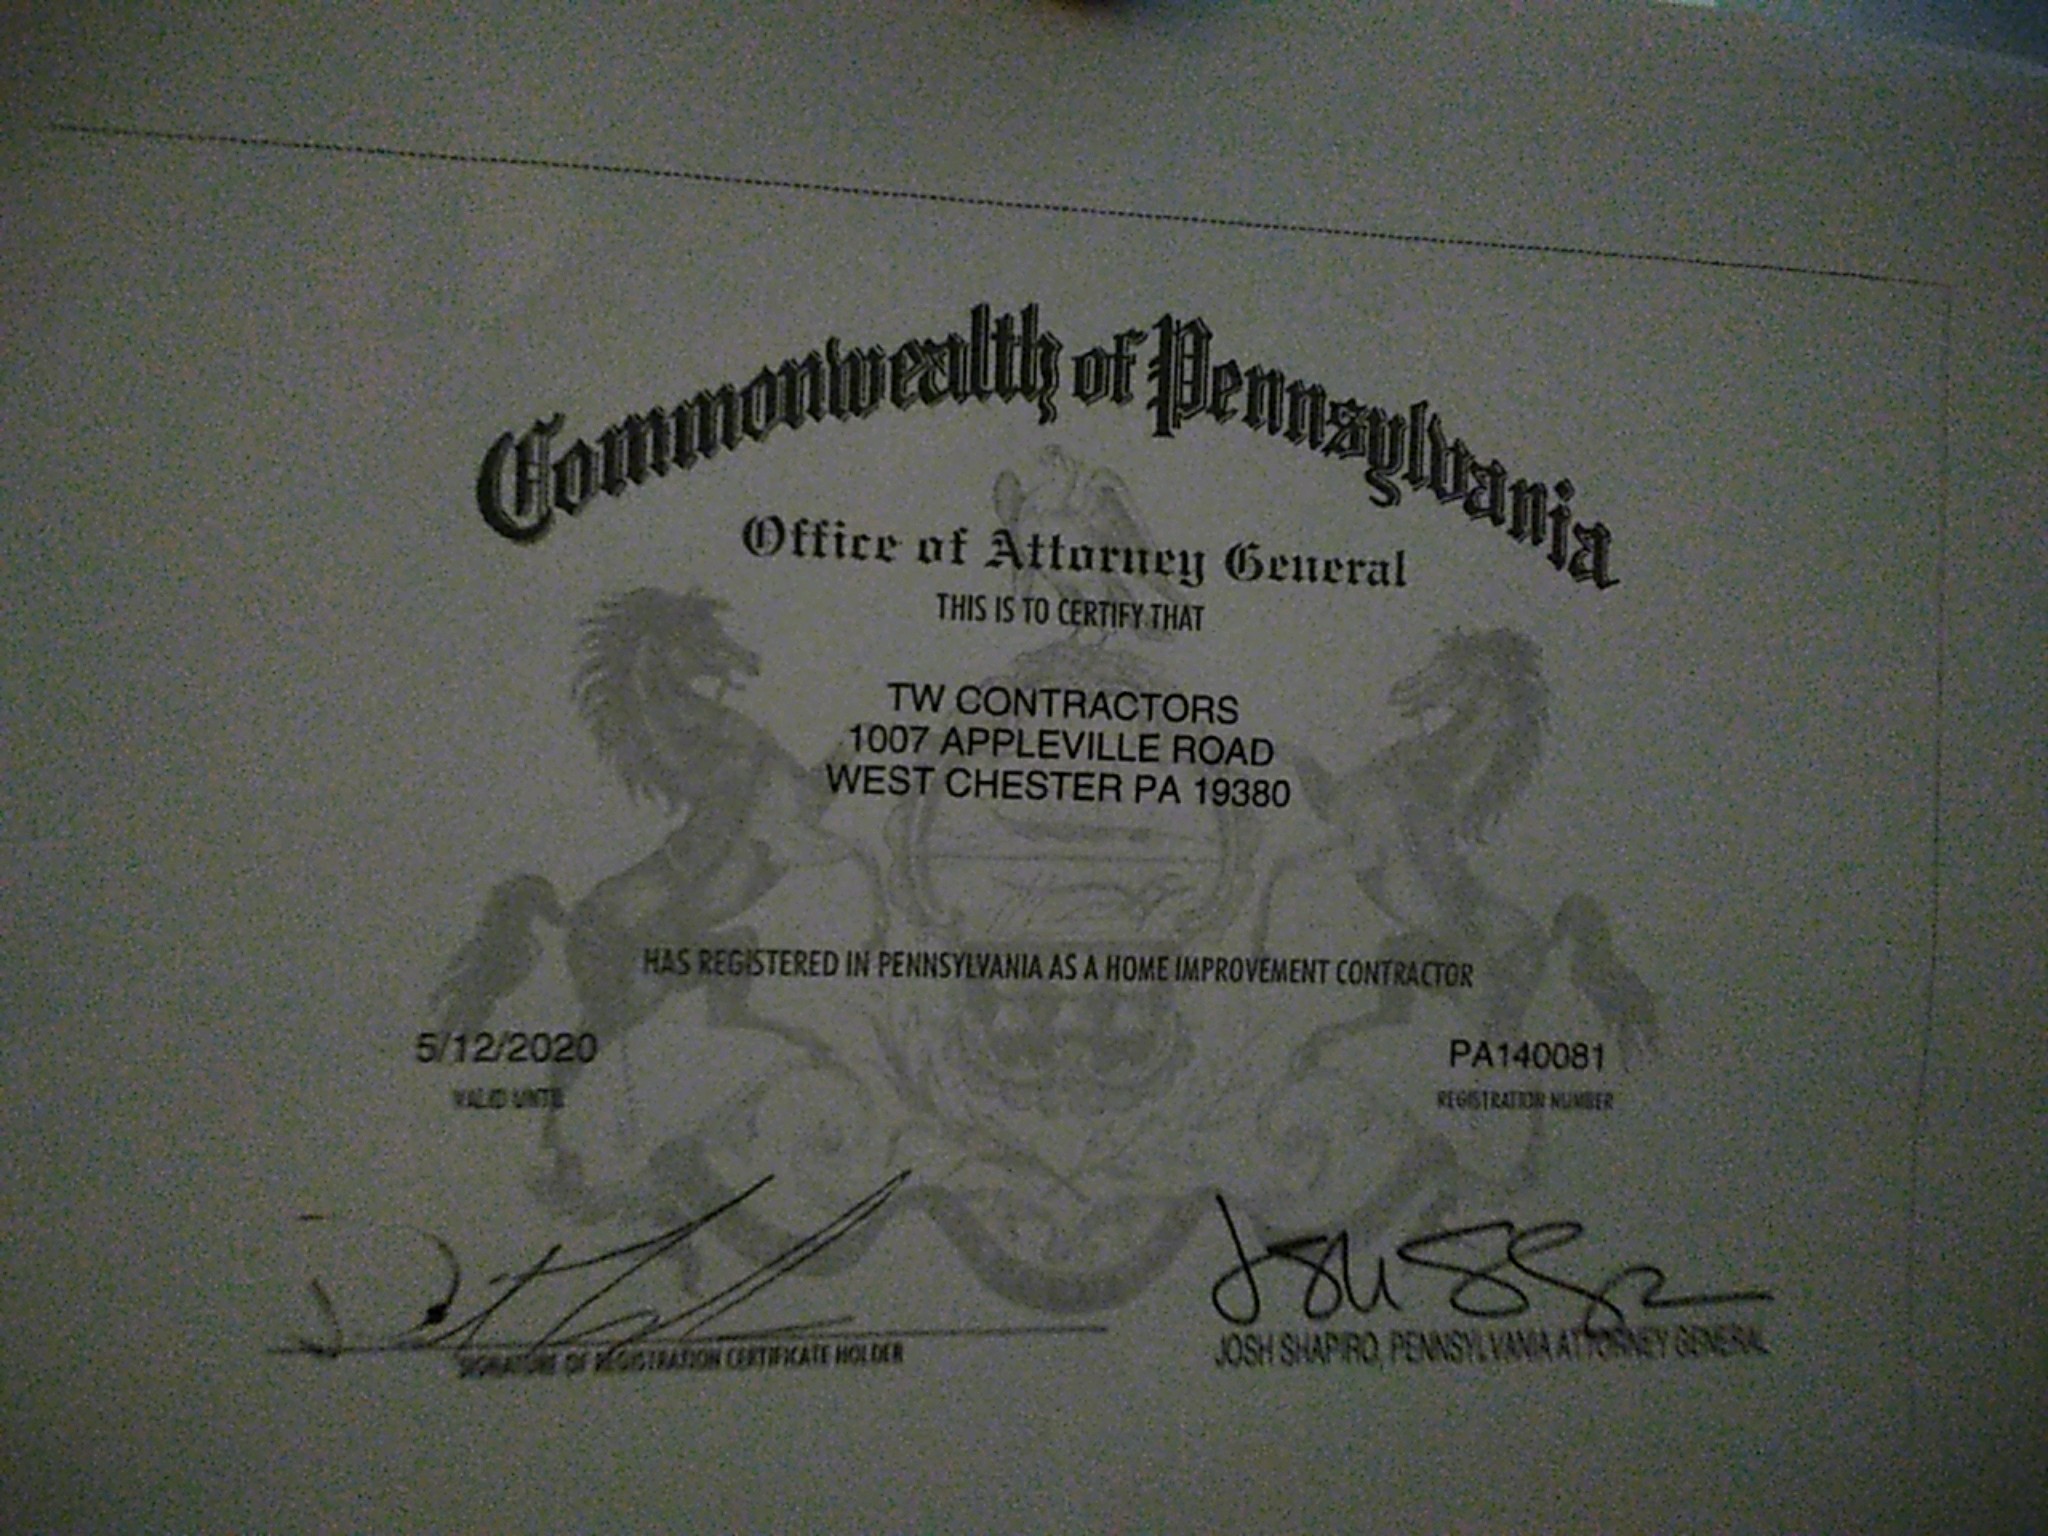 Commonwealth of Pennsylvania
Office of Attorney General
THIS IS TO CERTIFY THAT
TW CONTRACTORS
1007 APPLEVILLE ROAD
WEST CHESTER PA 19380
HAS REGISTERED IN PENNSYLVANIA AS A HOME IMPROVEMENT CONTRACTOR
5/12/2020
VALID UNTIL
PA140081
REGISTRATION NUMBER
SIGNATURE OF REGISTRATION CERTIFICATE HOLDER
JOSH SHAPIRO, PENNSYLVANIA ATTORNEY GENERAL